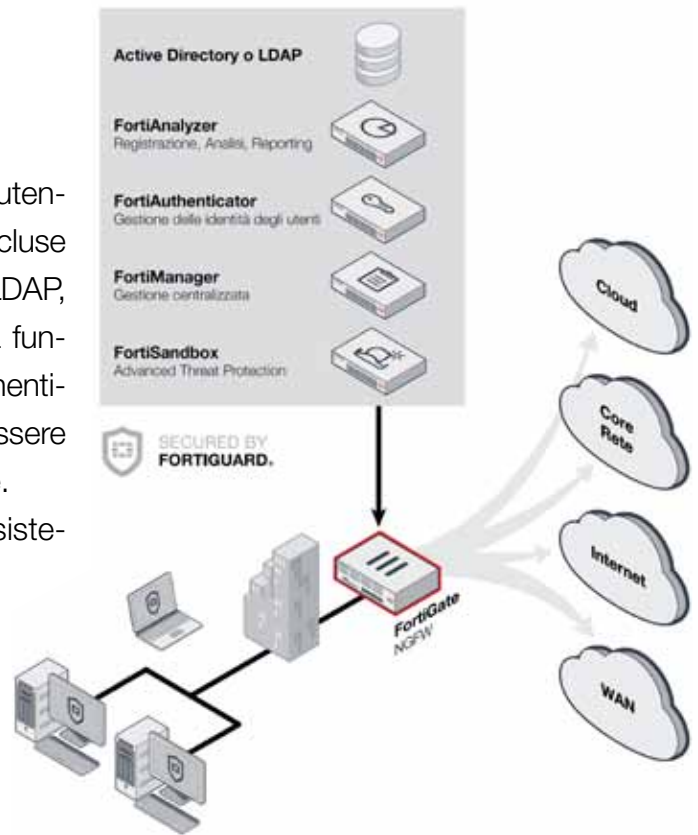 Active Directory o LDAP
FortiAnalyzer
Registrazione, Analisi, Reporting
FortiAuthenticator
Gestione delle identità degli utenti
FortiManager
Gestione centralizzata
FortiSandbox
Advanced Threat Protection
SECURED BY
FORTIGUARD®
uten-
cluse
LDAP,
fun-
nenti-
ssere
siste-
FortiGate
NGFW
Cloud
Core
Rete
Internet
WAN